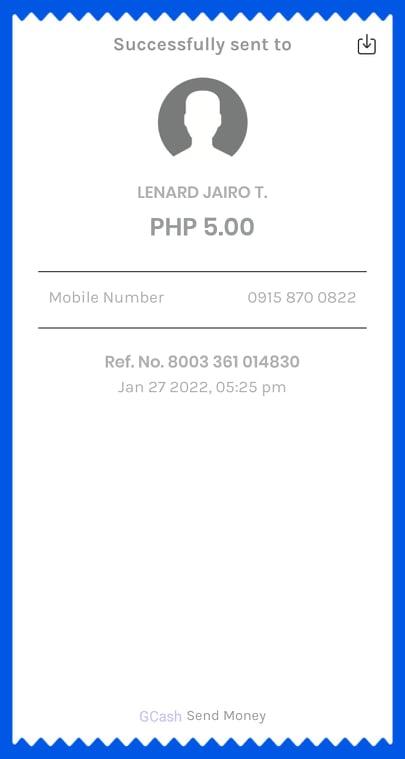 Successfully sent to
LENARD JAIRO T.
PHP 5.00
Mobile Number 0915 870 0822
Ref. No. 8003 361 014830
Jan 27 2022, 05:25 pm
GCash Send Money